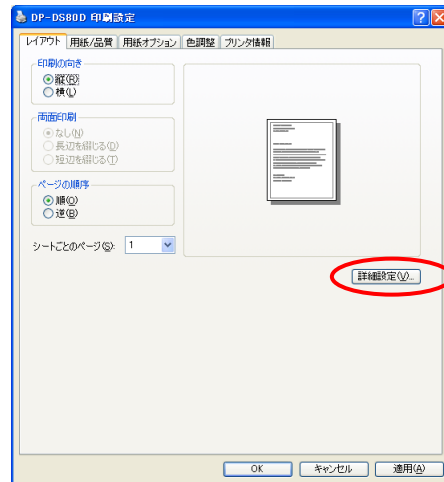 DP-DS80D 印刷設定
レイアウト 用紙/品質 用紙オプション 色調整 プリンタ情報
印刷の向き
縦(R)
横(L)
両面印刷
なし(N)
長辺を綴じる(O)
短辺を綴じる(T)
ページの順序
順(O)
逆(B)
シートごとのページ(S): 1
詳細設定(V)...
OK キャンセル 適用(A)